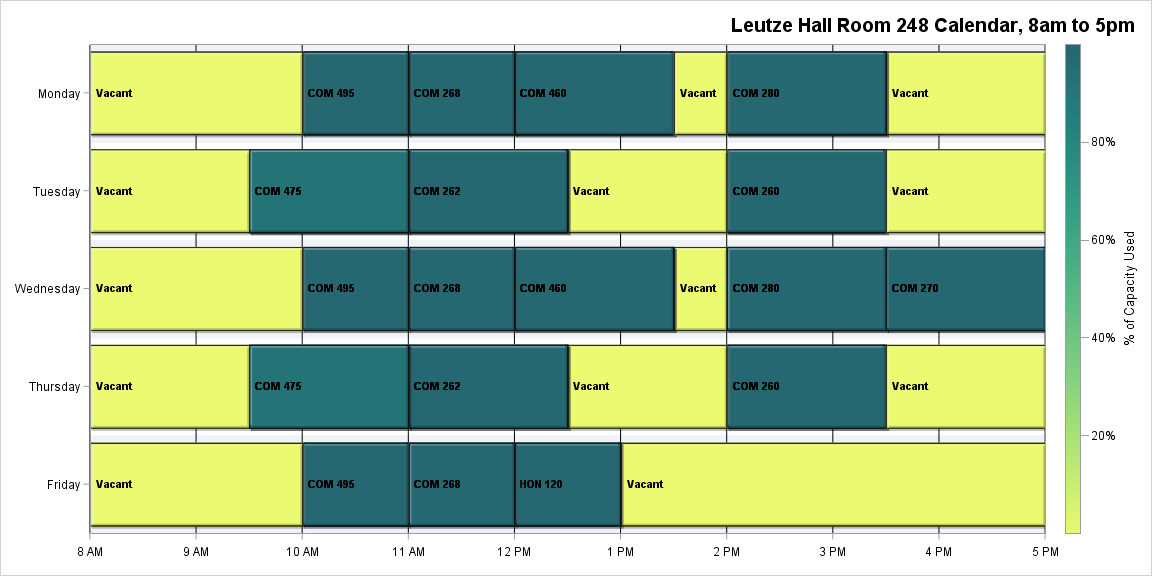 Leutze Hall Room 248 Calendar, 8am to 5pm
Monday Vacant COM 495 COM 268 COM 460 Vacant COM 280 Vacant
80%
Tuesday Vacant COM 475 COM 262 Vacant COM 260 Vacant
60%
Wednesday Vacant COM 495 COM 268 COM 460 Vacant COM 280 COM 270
% of Capacity Used
40%
Thursday Vacant COM 475 COM 262 Vacant COM 260 Vacant
20%
Friday Vacant COM 495 COM 268 HON 120 Vacant
8 AM 9 AM 10 AM 11 AM 12 PM 1 PM 2 PM 3 PM 4 PM 5 PM